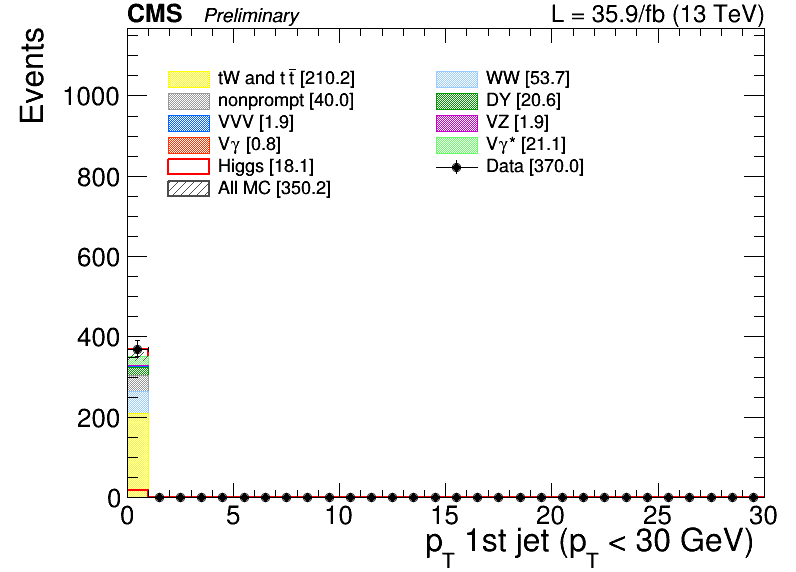 CMS Preliminary L = 35.9/fb (13 TeV)
Events
tW and tt̄ [210.2] WW [53.7]
nonprompt [40.0] DY [20.6]
VVV [1.9] VZ [1.9]
Vγ [0.8] Vγ* [21.1]
Higgs [18.1] Data [370.0]
All MC [350.2]
1000
800
600
400
200
0
0 5 10 15 20 25 30
p_T 1st jet (p_T < 30 GeV)